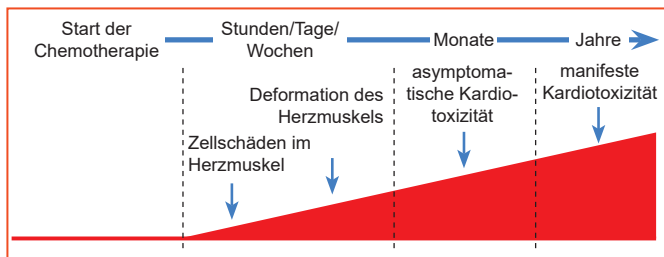 Start der
Chemotherapie
Stunden/Tage/
Wochen
Monate
Jahre
Zellschäden im
Herzmuskel
Deformation des
Herzmuskels
asymptoma-
tische Kardio-
toxizität
manifeste
Kardiotoxizität